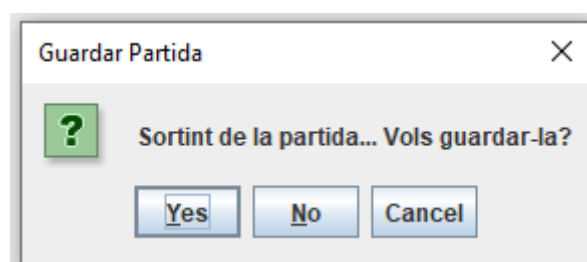 Guardar Partida
Sortint de la partida... Vols guardar-la?
Yes No Cancel